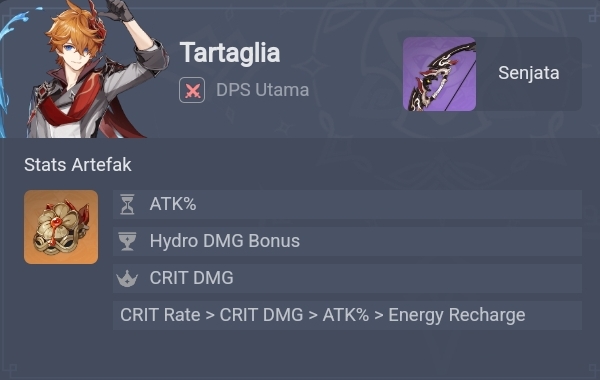 Tartaglia
DPS Utama
Senjata
Stats Artefak
ATK%
Hydro DMG Bonus
CRIT DMG
CRIT Rate > CRIT DMG > ATK% > Energy Recharge